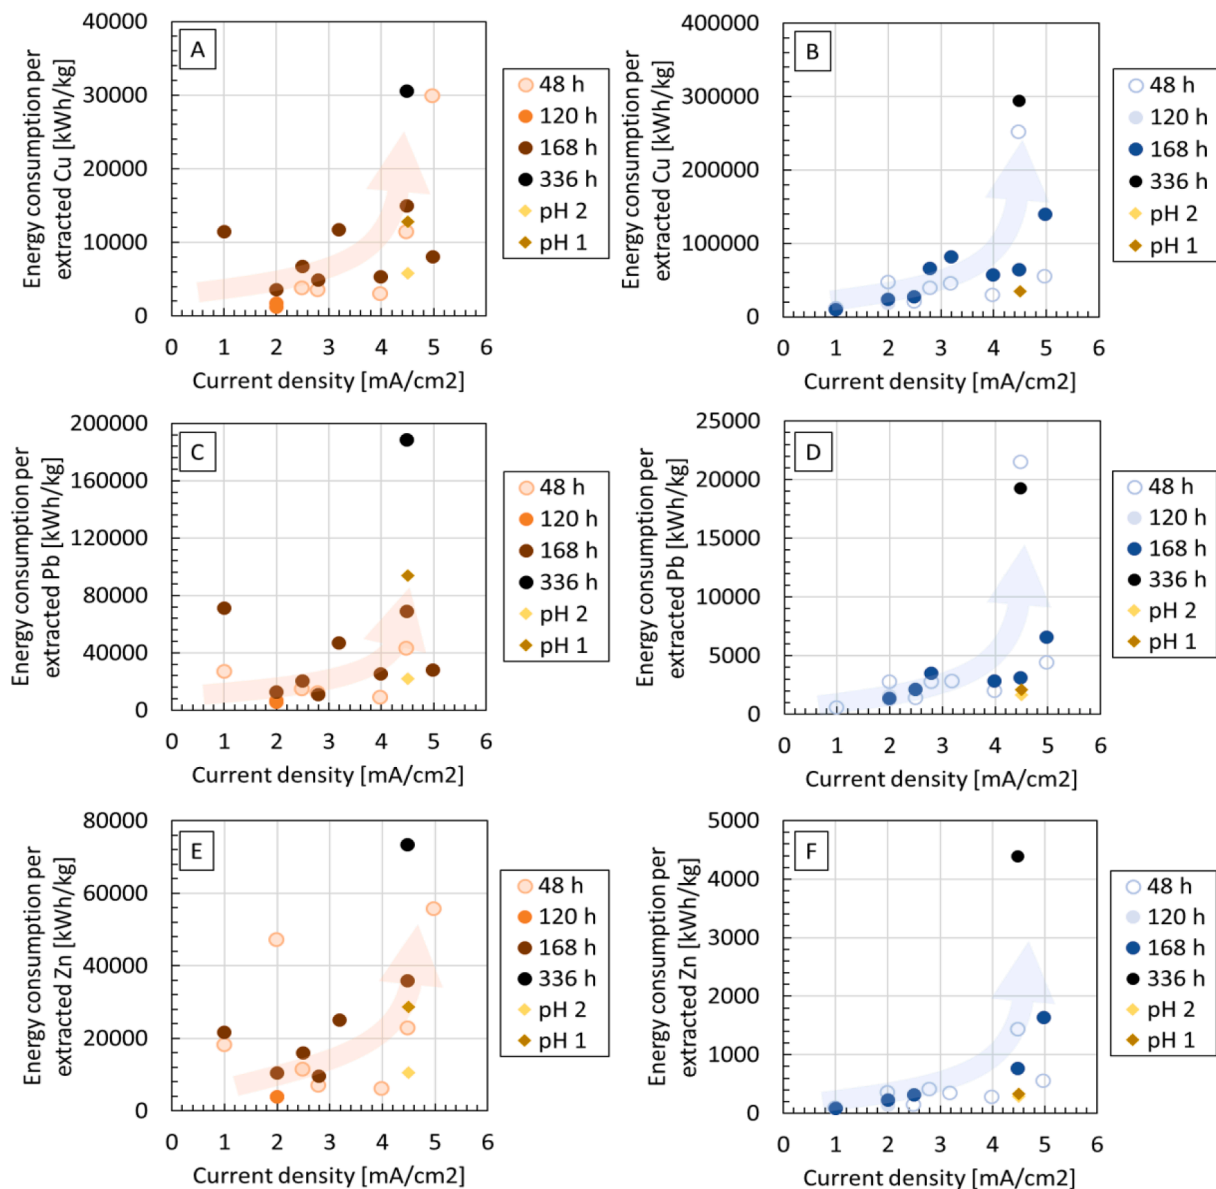 A
Energy consumption per
extracted Cu [kWh/kg]
40000
30000
20000
10000
0
0 1 2 3 4 5 6
Current density [mA/cm2]
48 h
120 h
168 h
336 h
pH 2
pH 1
B
Energy consumption per
extracted Cu [kWh/kg]
400000
300000
200000
100000
0
0 1 2 3 4 5 6
Current density [mA/cm2]
48 h
120 h
168 h
336 h
pH 2
pH 1
C
Energy consumption per
extracted Pb [kWh/kg]
200000
160000
120000
80000
40000
0
0 1 2 3 4 5 6
Current density [mA/cm2]
48 h
120 h
168 h
336 h
pH 2
pH 1
D
Energy consumption per
extracted Pb [kWh/kg]
25000
20000
15000
10000
5000
0
0 1 2 3 4 5 6
Current density [mA/cm2]
48 h
120 h
168 h
336 h
pH 2
pH 1
E
Energy consumption per
extracted Zn [kWh/kg]
80000
60000
40000
20000
0
0 1 2 3 4 5 6
Current density [mA/cm2]
48 h
120 h
168 h
336 h
pH 2
pH 1
F
Energy consumption per
extracted Zn [kWh/kg]
5000
4000
3000
2000
1000
0
0 1 2 3 4 5 6
Current density [mA/cm2]
48 h
120 h
168 h
336 h
pH 2
pH 1